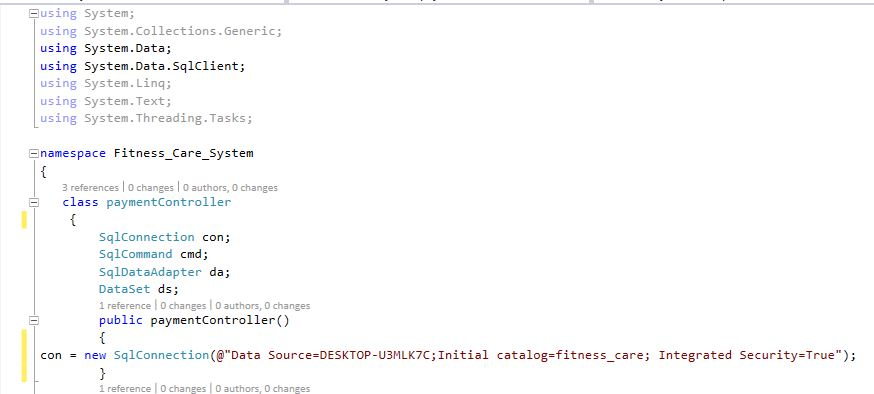 using System;
using System.Collections.Generic;
using System.Data;
using System.Data.SqlClient;
using System.Linq;
using System.Text;
using System.Threading.Tasks;
namespace Fitness_Care_System
{
3 references | 0 changes | 0 authors, 0 changes
class paymentController
{
SqlConnection con;
SqlCommand cmd;
SqlDataAdapter da;
DataSet ds;
1 reference | 0 changes | 0 authors, 0 changes
public paymentController()
{
con = new SqlConnection(@"Data Source=DESKTOP-U3MLK7C;Initial catalog=fitness_care; Integrated Security=True");
}
1 reference | 0 changes | 0 authors, 0 changes